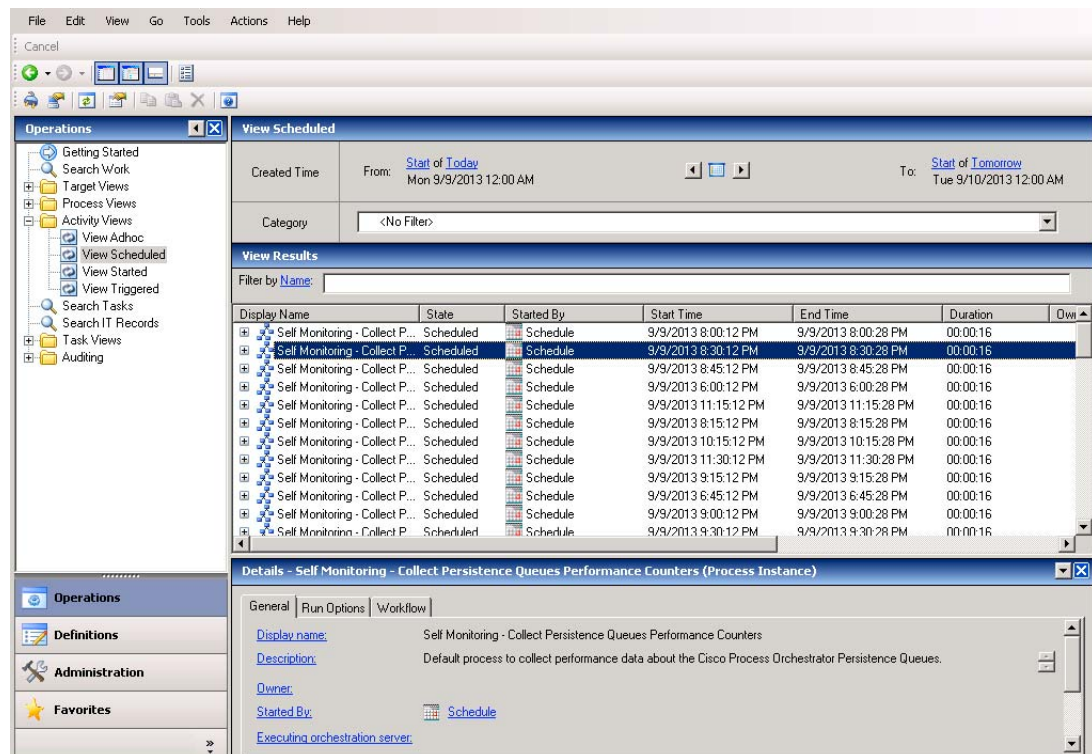 File Edit View Go Tools Actions Help
Cancel
Operations
Getting Started
Search Work
Target Views
Process Views
Activity Views
View Adhoc
View Scheduled
View Started
View Triggered
Search Tasks
Search IT Records
Task Views
Auditing
Operations
Definitions
Administration
Favorites
View Scheduled
Created Time From: Start of Today To: Start of Tomorrow
Mon 9/9/2013 12:00 AM Tue 9/10/2013 12:00 AM
Category <No Filter>
View Results
Filter by Name:
Display Name State Started By Start Time End Time Duration
Self Monitoring - Collect P... Scheduled Schedule 9/9/2013 8:00:12 PM 9/9/2013 8:00:28 PM 00:00:16
Self Monitoring - Collect P... Scheduled Schedule 9/9/2013 8:30:12 PM 9/9/2013 8:30:28 PM 00:00:16
Self Monitoring - Collect P... Scheduled Schedule 9/9/2013 8:45:12 PM 9/9/2013 8:45:28 PM 00:00:16
Self Monitoring - Collect P... Scheduled Schedule 9/9/2013 6:00:12 PM 9/9/2013 6:00:28 PM 00:00:16
Self Monitoring - Collect P... Scheduled Schedule 9/9/2013 11:15:12 PM 9/9/2013 11:15:28 PM 00:00:16
Self Monitoring - Collect P... Scheduled Schedule 9/9/2013 8:15:12 PM 9/9/2013 8:15:28 PM 00:00:16
Self Monitoring - Collect P... Scheduled Schedule 9/9/2013 10:15:12 PM 9/9/2013 10:15:28 PM 00:00:16
Self Monitoring - Collect P... Scheduled Schedule 9/9/2013 11:30:12 PM 9/9/2013 11:30:28 PM 00:00:16
Self Monitoring - Collect P... Scheduled Schedule 9/9/2013 9:15:12 PM 9/9/2013 9:15:28 PM 00:00:16
Self Monitoring - Collect P... Scheduled Schedule 9/9/2013 6:45:12 PM 9/9/2013 6:45:28 PM 00:00:16
Self Monitoring - Collect P... Scheduled Schedule 9/9/2013 9:00:12 PM 9/9/2013 9:00:28 PM 00:00:16
Self Monitoring - Collect P... Scheduled Schedule 9/9/2013 9:30:12 PM 9/9/2013 9:30:28 PM 00:00:16
Details - Self Monitoring - Collect Persistence Queues Performance Counters (Process Instance)
General Run Options Workflow
Display name: Self Monitoring - Collect Persistence Queues Performance Counters
Description: Default process to collect performance data about the Cisco Process Orchestrator Persistence Queues.
Owner:
Started By: Schedule
Executing orchestration server: